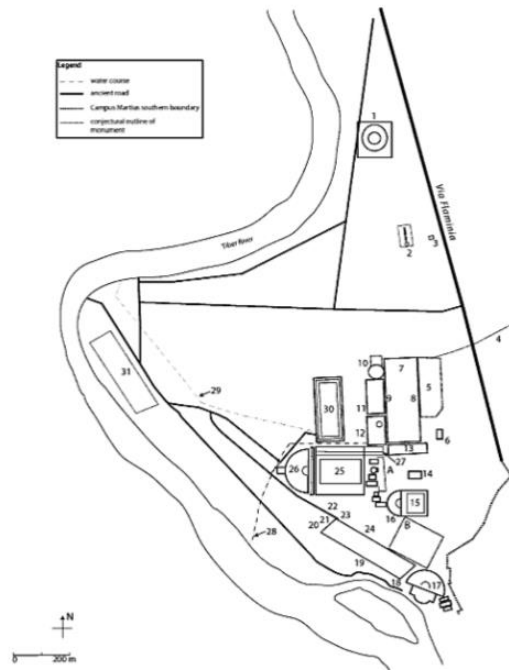 Legend
water course
ancient road
Campus Martius southern boundary
conjectural outline of
monument
1
Via Flaminia
Tiber River
2
3
4
31
29
10
7
5
30
11
9
8
12
6
13
27
26
25
A
14
15
22
16
21
23
20
24
B
28
19
18
17
N
0
200 m